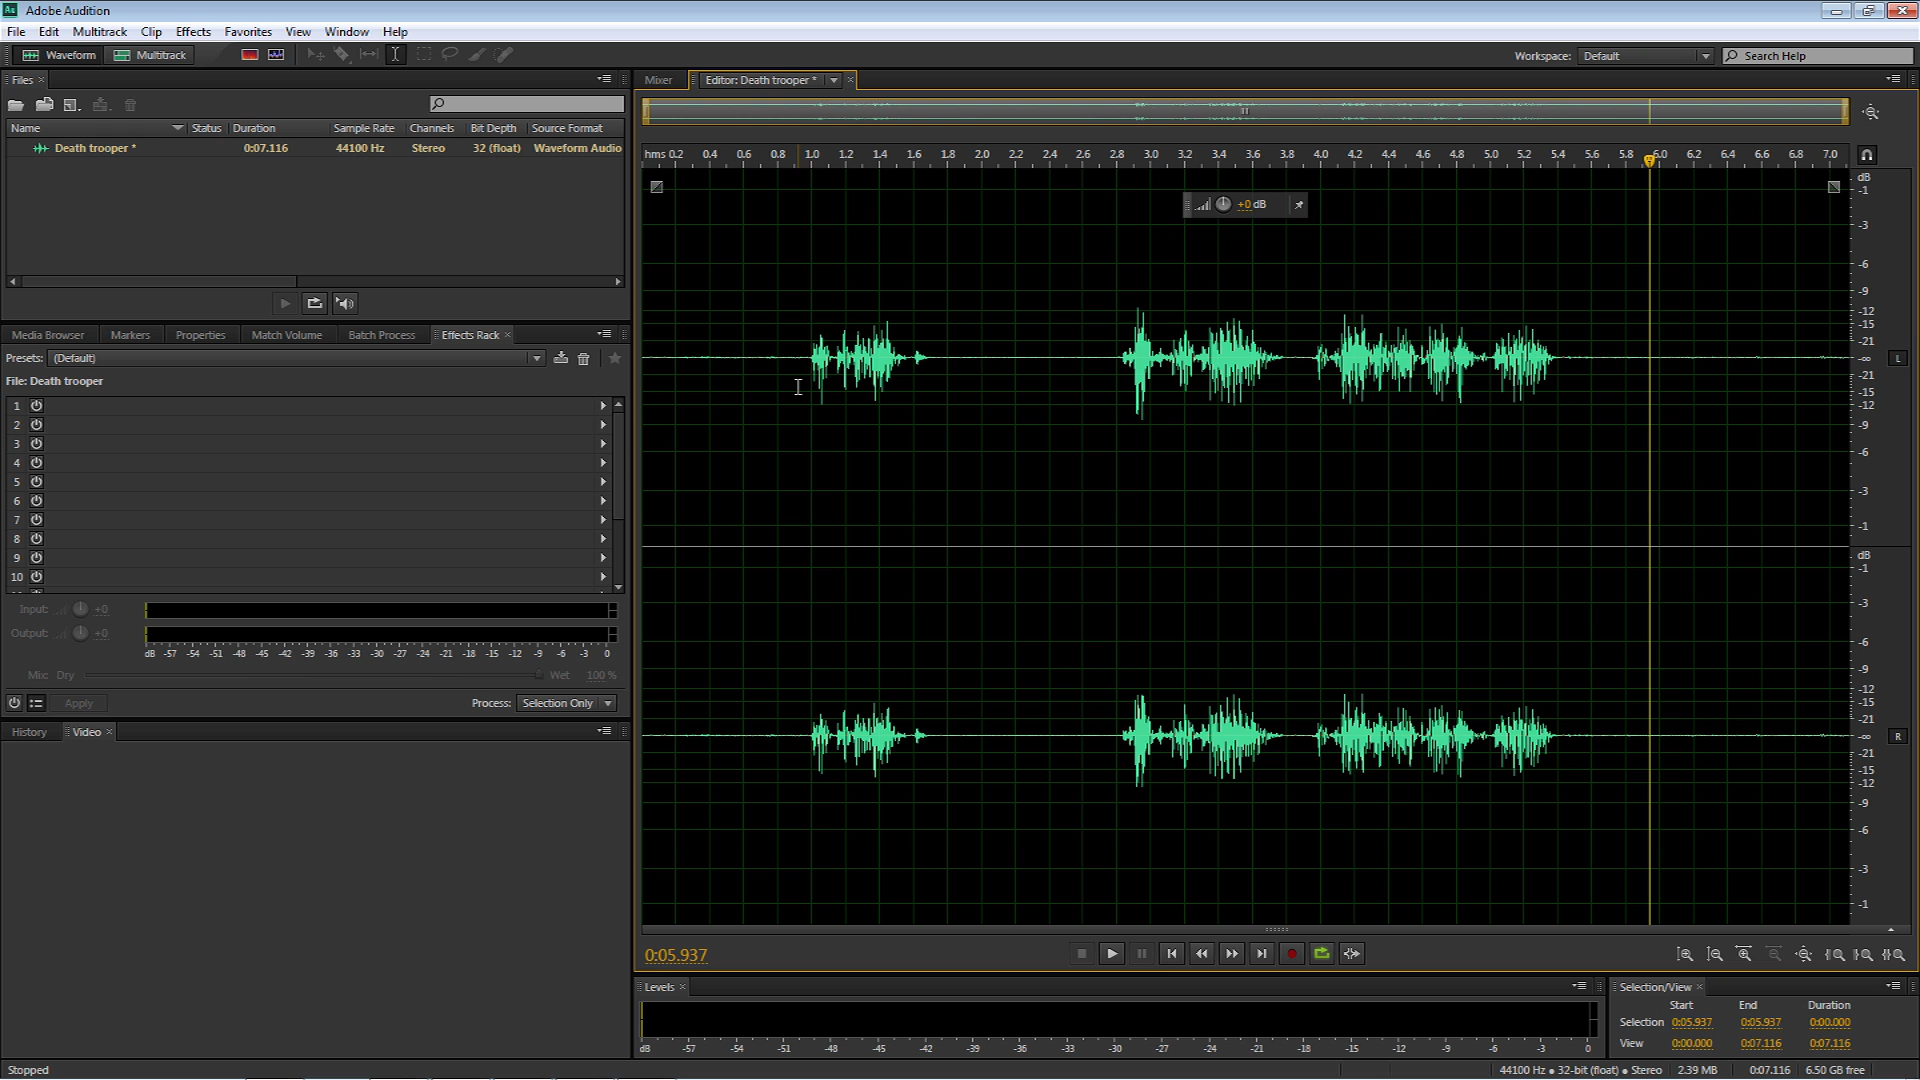 Au Adobe Audition
File Edit Multitrack Clip Effects Favorites View Window Help
Waveform Multitrack
Workspace: Default Search Help
Files
Name Status Duration Sample Rate Channels Bit Depth Source Format
Death trooper * 0:07.116 44100 Hz Stereo 32 (float) Waveform Audio
Media Browser Markers Properties Match Volume Batch Process Effects Rack
Presets: (Default)
File: Death trooper
1
2
3
4
5
6
7
8
9
10
Input: +0
Output: +0
dB -57 -54 -51 -48 -45 -42 -39 -36 -33 -30 -27 -24 -21 -18 -15 -12 -9 -6 -3 0
Mix: Dry Wet 100 %
Apply Process: Selection Only
History Video
Mixer Editor: Death trooper *
hms 0.2 0.4 0.6 0.8 1.0 1.2 1.4 1.6 1.8 2.0 2.2 2.4 2.6 2.8 3.0 3.2 3.4 3.6 3.8 4.0 4.2 4.4 4.6 4.8 5.0 5.2 5.4 5.6 5.8 6.0 6.2 6.4 6.6 6.8 7.0
+0 dB
dB
-1
-3
-6
-9
-12
-15
-21
-∞ L
-21
-15
-12
-9
-6
-3
-1
dB
-1
-3
-6
-9
-12
-15
-21
-∞ R
-21
-15
-12
-9
-6
-3
-1
0:05.937
Levels
dB -57 -54 -51 -48 -45 -42 -39 -36 -33 -30 -27 -24 -21 -18 -15 -12 -9 -6 -3 0
Selection/View
Start End Duration
Selection 0:05.937 0:05.937 0:00.000
View 0:00.000 0:07.116 0:07.116
Stopped
44100 Hz ● 32-bit (float) ● Stereo 2.39 MB 0:07.116 6.50 GB free